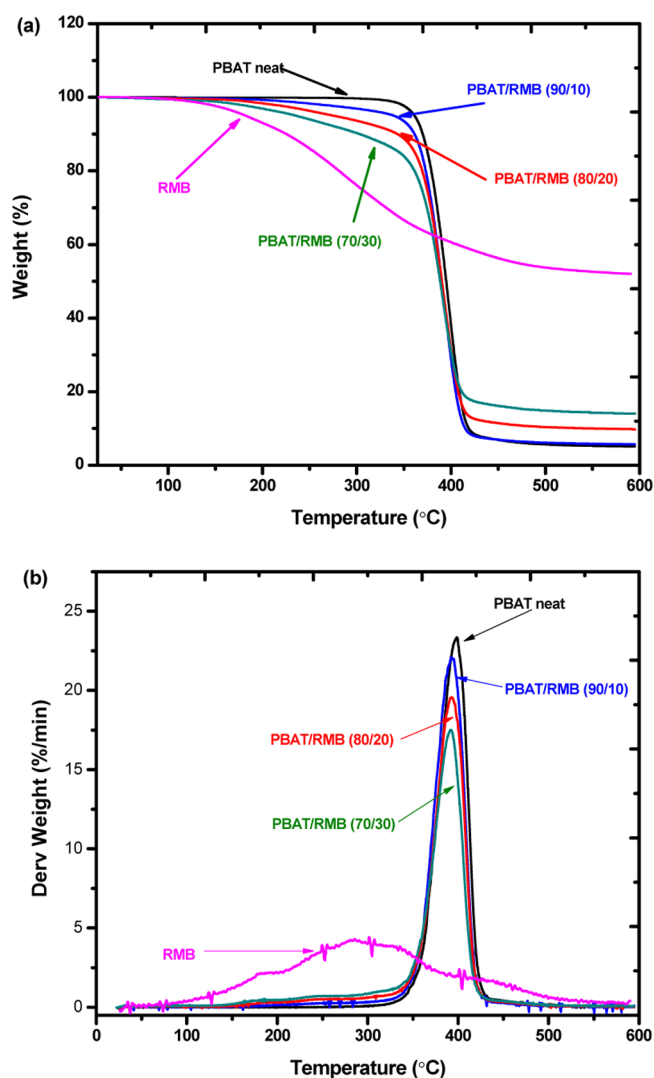 (a)
120
100
80
60
40
20
0
Weight (%)
PBAT neat
PBAT/RMB (90/10)
RMB
PBAT/RMB (80/20)
PBAT/RMB (70/30)
100
200
300
400
500
600
Temperature (°C)
(b)
25
20
15
10
5
0
Derv Weight (%/min)
PBAT neat
PBAT/RMB (90/10)
PBAT/RMB (80/20)
PBAT/RMB (70/30)
RMB
0
100
200
300
400
500
600
Temperature (°C)